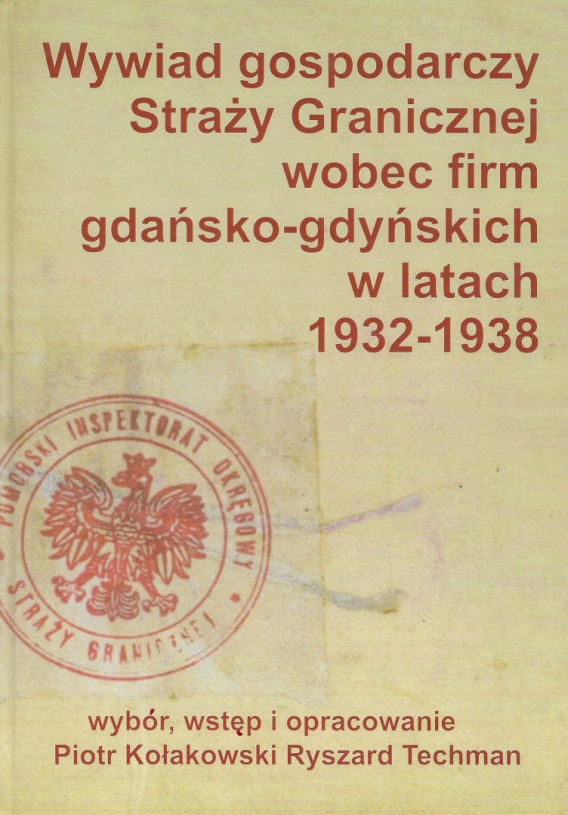 Wywiad gospodarczy
Straży Granicznej
wobec firm
gdańsko-gdyńskich
w latach
1932-1938
POMORSKI INSPEKTORAT OKRĘGOWY
* STRAŻY GRANICZNEJ *
wybór, wstęp i opracowanie
Piotr Kołakowski Ryszard Techman